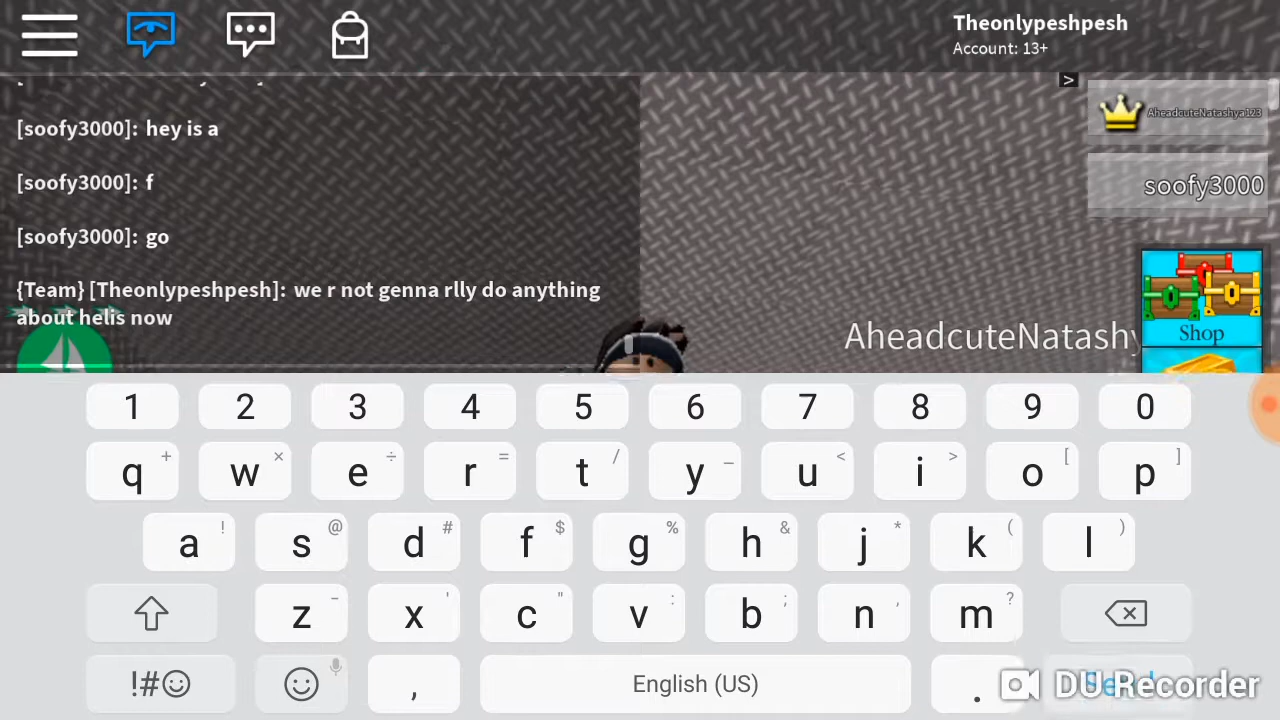 Theonlypeshpesh
Account: 13+
>
AheadcuteNatashya123
[soofy3000]: hey is a
[soofy3000]: f
soofy3000
[soofy3000]: go
{Team} [Theonlypeshpesh]: we r not genna rlly do anything
about helis now
Shop
AheadcuteNatashy
1 2 3 4 5 6 7 8 9 0
q + w × e ÷ r = t / y _ u < i > o [ p ]
a ! s @ d # f $ g % h & j * k ( l )
z - x ' c " v : b ; n , m ?
!#☺ , English (US) .
DU Recorder